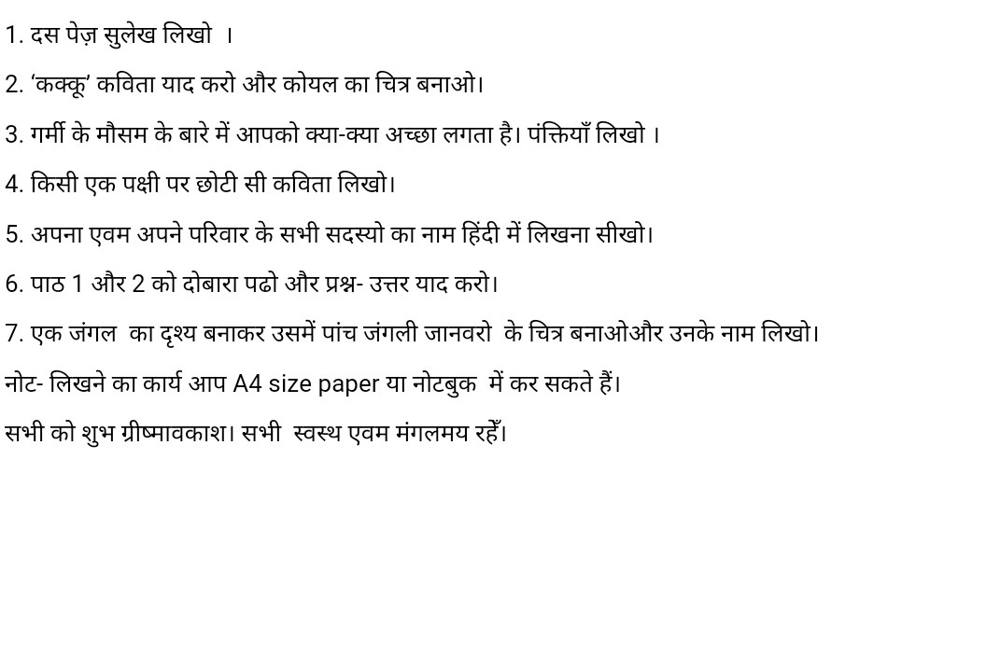 1. दस पेज़ सुलेख लिखो ।
2. ‘कक्कू’ कविता याद करो और कोयल का चित्र बनाओ।
3. गर्मी के मौसम के बारे में आपको क्या-क्या अच्छा लगता है। पंक्तियाँ लिखो ।
4. किसी एक पक्षी पर छोटी सी कविता लिखो।
5. अपना एवम अपने परिवार के सभी सदस्यो का नाम हिंदी में लिखना सीखो।
6. पाठ 1 और 2 को दोबारा पढो और प्रश्न- उत्तर याद करो।
7. एक जंगल का दृश्य बनाकर उसमें पांच जंगली जानवरो के चित्र बनाओऔर उनके नाम लिखो।
नोट- लिखने का कार्य आप A4 size paper या नोटबुक में कर सकते हैं।
सभी को शुभ ग्रीष्मावकाश। सभी स्वस्थ एवम मंगलमय रहेँ।